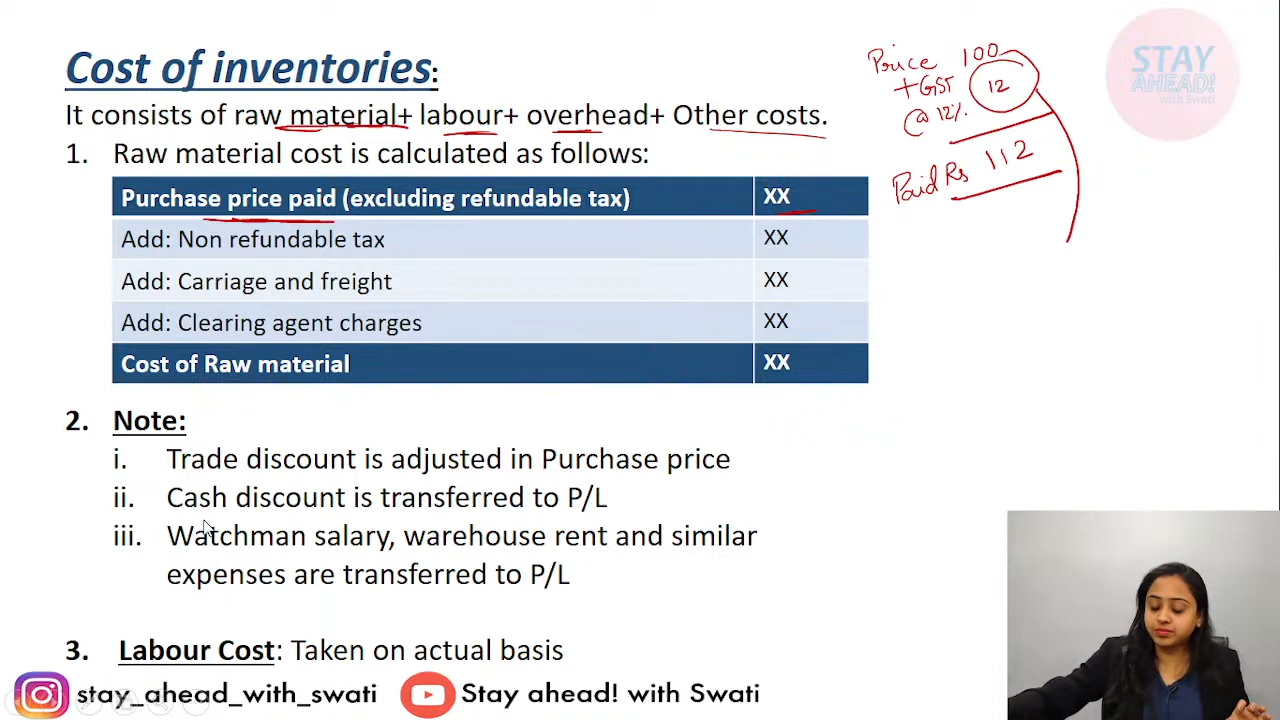 Cost of inventories:
It consists of raw material+ labour+ overhead+ Other costs.
1. Raw material cost is calculated as follows:
Purchase price paid (excluding refundable tax) XX
Add: Non refundable tax XX
Add: Carriage and freight XX
Add: Clearing agent charges XX
Cost of Raw material XX
2. Note:
i. Trade discount is adjusted in Purchase price
ii. Cash discount is transferred to P/L
iii. Watchman salary, warehouse rent and similar
expenses are transferred to P/L
3. Labour Cost: Taken on actual basis
stay_ahead_with_swati Stay ahead! with Swati
Price 100
+GST 12
@ 12%
Paid Rs 112
STAY
AHEAD!
with Swati